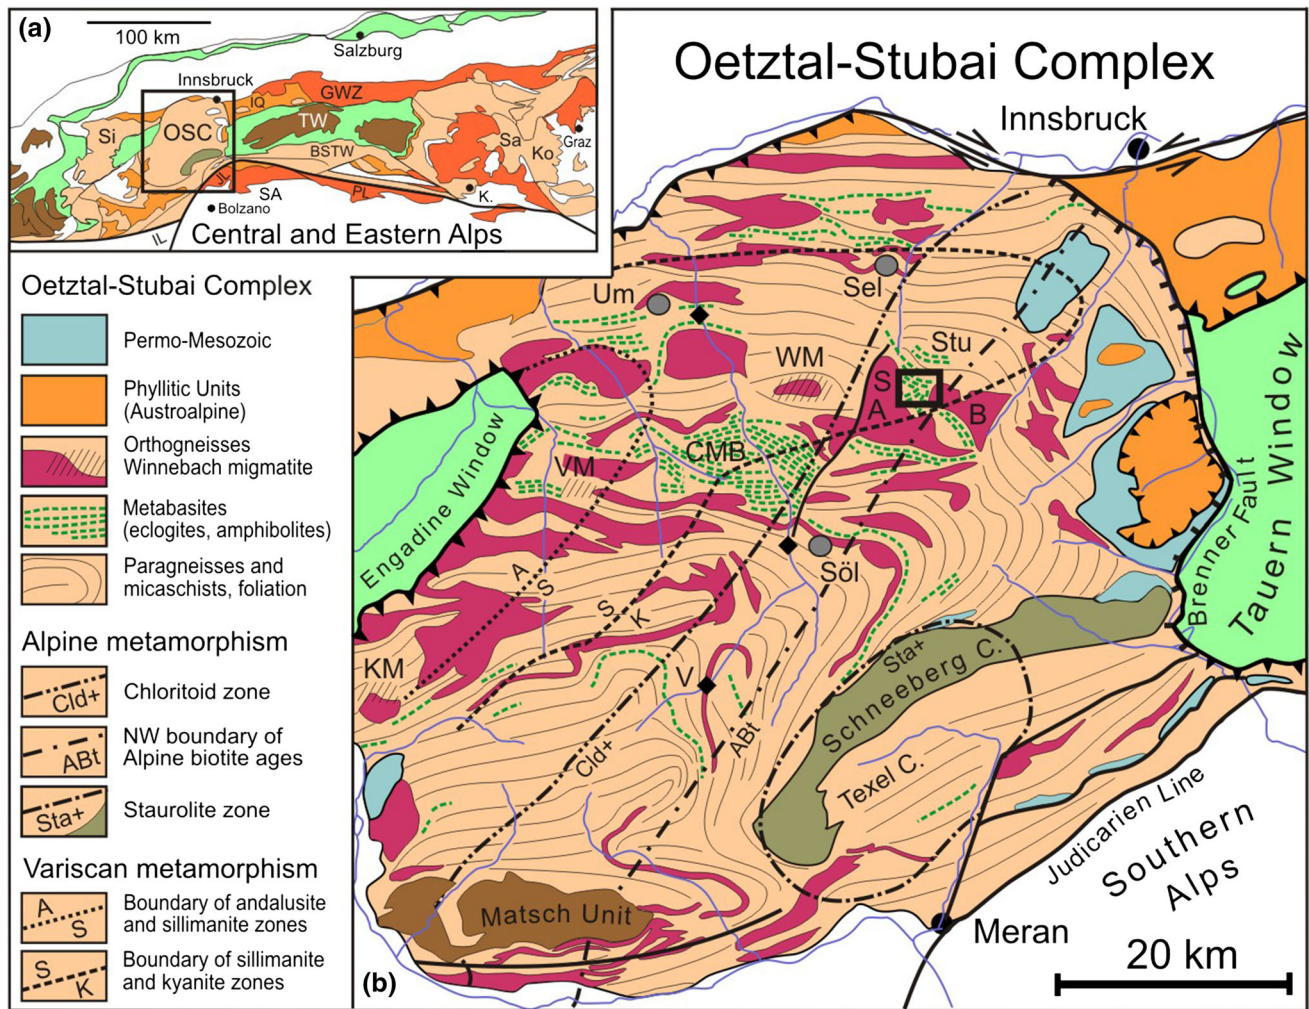 (a)
100 km
Salzburg
Innsbruck
IQ
GWZ
Si
OSC
TW
BSTW
Sa
Ko
Graz
JL
SA
PL
K.
Bolzano
IL
Central and Eastern Alps
Oetztal-Stubai Complex
Permo-Mesozoic
Phyllitic Units
(Austroalpine)
Orthogneisses
Winnebach migmatite
Metabasites
(eclogites, amphibolites)
Paragneisses and
micaschists, foliation
Alpine metamorphism
Cld+
Chloritoid zone
ABt
NW boundary of
Alpine biotite ages
Sta+
Staurolite zone
Variscan metamorphism
A
S
Boundary of andalusite
and sillimanite zones
S
K
Boundary of sillimanite
and kyanite zones
Oetztal-Stubai Complex
Innsbruck
Um
Sel
Stu
WM
S
A
B
CMB
VM
Engadine Window
A
S
S
K
Söl
KM
V
Cld+
ABt
Sta+
Schneeberg C.
Texel C.
Brenner Fault
Tauern Window
Judicarien Line
Southern
Alps
Matsch Unit
Meran
20 km
(b)